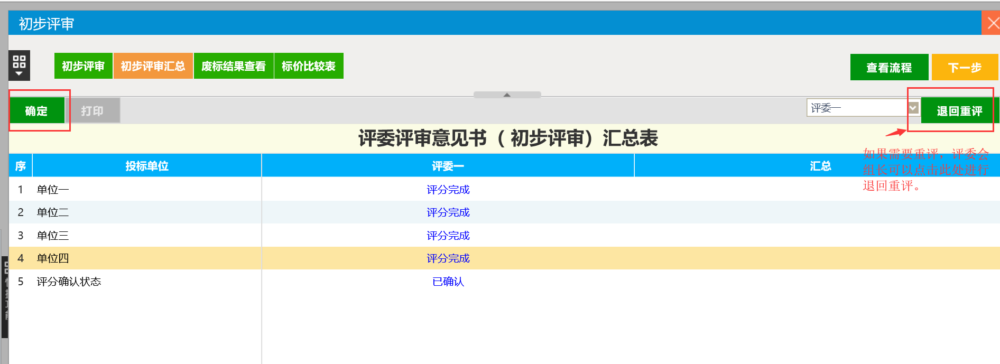 初步评审
初步评审 初步评审汇总 废标结果查看 标价比较表 查看流程 下一步
确定 打印 评委一 退回重评
评委评审意见书（初步评审）汇总表
序 投标单位 评委一 汇总
如果需要重评，评委会
组长可以点击此处进行
退回重评。
1 单位一 评分完成
2 单位二 评分完成
3 单位三 评分完成
4 单位四 评分完成
5 评分确认状态 已确认